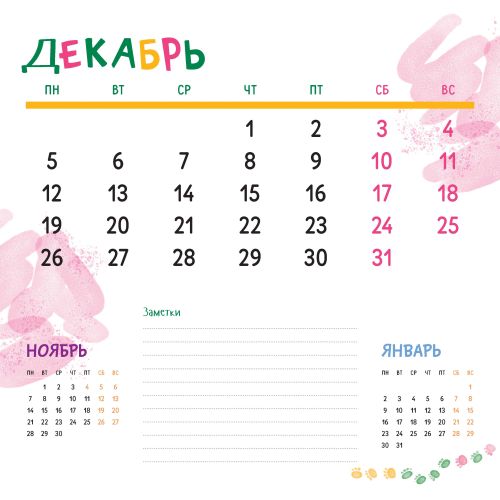 ДЕКАБРЬ
ПН ВТ СР ЧТ ПТ СБ ВС
1 2 3 4
5 6 7 8 9 10 11
12 13 14 15 16 17 18
19 20 21 22 23 24 25
26 27 28 29 30 31
Заметки
НОЯБРЬ
ПН ВТ СР ЧТ ПТ СБ ВС
1 2 3 4 5 6
7 8 9 10 11 12 13
14 15 16 17 18 19 20
21 22 23 24 25 26 27
28 29 30
ЯНВАРЬ
ПН ВТ СР ЧТ ПТ СБ ВС
1
2 3 4 5 6 7 8
9 10 11 12 13 14 15
16 17 18 19 20 21 22
23 24 25 26 27 28 29
30 31